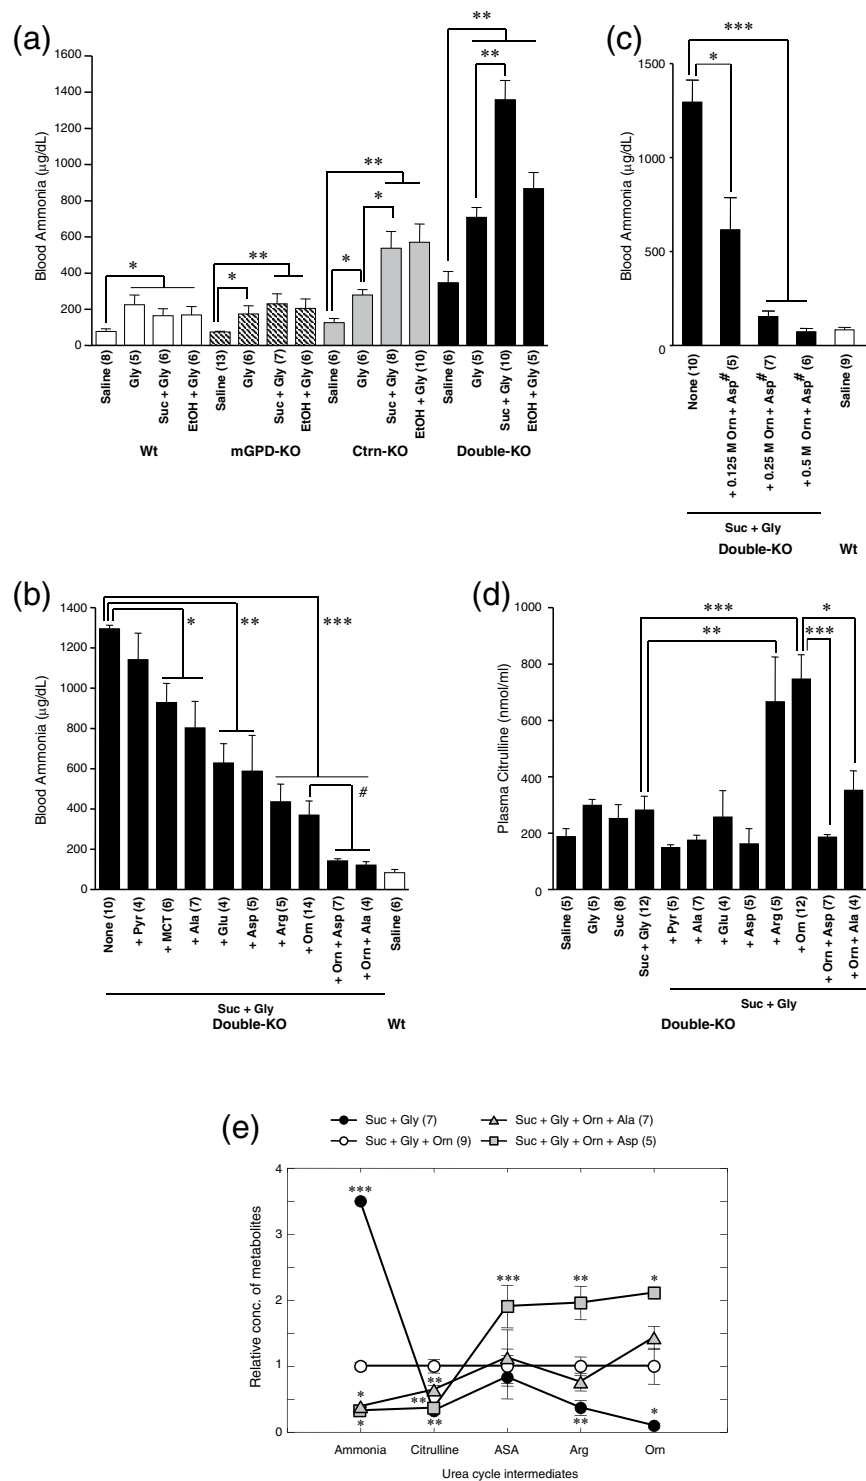 (a)
1600
1400
1200
1000
800
600
400
200
0
Blood Ammonia (μg/dL)
*
**
*
**
*
*
**
**
Saline (8)
Gly (5)
Suc + Gly (6)
EtOH + Gly (6)
Saline (13)
Gly (6)
Suc + Gly (7)
EtOH + Gly (6)
Saline (6)
Gly (6)
Suc + Gly (8)
EtOH + Gly (10)
Saline (6)
Gly (5)
Suc + Gly (10)
EtOH + Gly (5)
Wt
mGPD-KO
Ctrn-KO
Double-KO
(c)
1500
1000
500
0
Blood Ammonia (μg/dL)
***
*
None (10)
+ 0.125 M Orn + Asp# (5)
+ 0.25 M Orn + Asp# (7)
+ 0.5 M Orn + Asp# (6)
Saline (9)
Suc + Gly
Double-KO
Wt
(b)
1400
1200
1000
800
600
400
200
0
Blood Ammonia (μg/dL)
*
**
***
#
None (10)
+ Pyr (4)
+ MCT (6)
+ Ala (7)
+ Glu (4)
+ Asp (5)
+ Arg (5)
+ Orn (14)
+ Orn + Asp (7)
+ Orn + Ala (4)
Saline (6)
Suc + Gly
Double-KO
Wt
(d)
1000
800
600
400
200
0
Plasma Citrulline (nmol/ml)
***
**
***
*
Saline (5)
Gly (5)
Suc (8)
Suc + Gly (12)
+ Pyr (5)
+ Ala (7)
+ Glu (4)
+ Asp (5)
+ Arg (5)
+ Orn (12)
+ Orn + Asp (7)
+ Orn + Ala (4)
Suc + Gly
Double-KO
(e)
Suc + Gly (7)
Suc + Gly + Orn + Ala (7)
Suc + Gly + Orn (9)
Suc + Gly + Orn + Asp (5)
4
3
2
1
0
Relative conc. of metabolites
***
***
**
*
*
**
**
*
*
**
**
Ammonia
Citrulline
ASA
Arg
Orn
Urea cycle intermediates